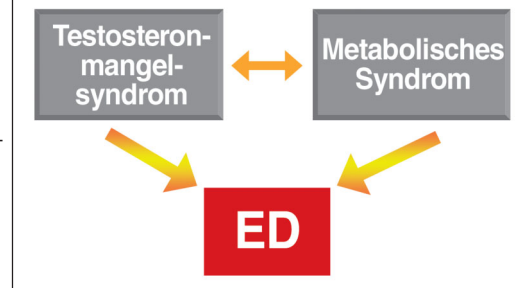 Testosteron-
mangel-
syndrom
Metabolisches
Syndrom
ED